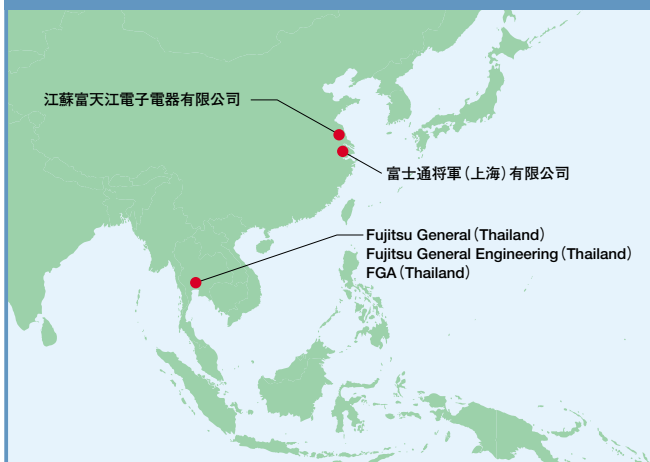 江蘇富天江電子電器有限公司
富士通将軍（上海）有限公司
Fujitsu General（Thailand）
Fujitsu General Engineering（Thailand）
FGA（Thailand）